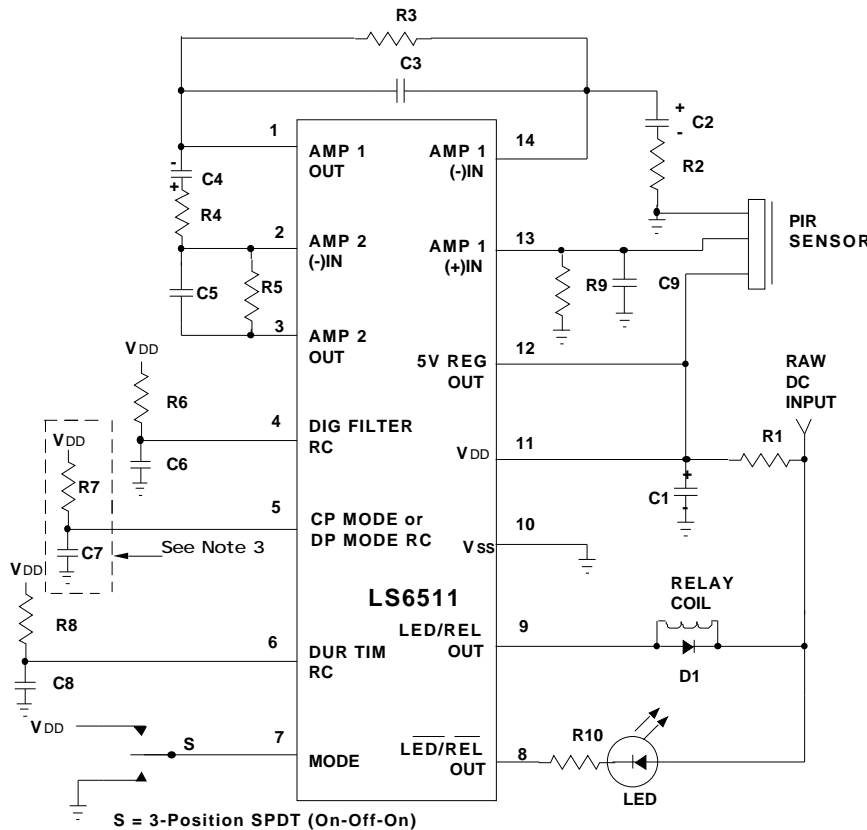 R3
C3
1
AMP 1
OUT
AMP 1
(-)IN
14
+
C2
-
R2
-
C4
+
R4
2
AMP 2
(-)IN
AMP 1
(+)IN
13
PIR
SENSOR
C5
R5
R9
C9
3
AMP 2
OUT
VDD
5V REG
OUT
12
RAW
DC
INPUT
R6
4
DIG FILTER
RC
VDD
11
R1
C6
VDD
R7
C7
5
CP MODE or
DP MODE RC
+
C1
-
See Note 3
VSS
10
VDD
R8
LS6511
RELAY
COIL
6
DUR TIM
RC
LED/REL
OUT
9
D1
C8
VDD
S
7
MODE
LED/REL
OUT
8
R10
LED
S = 3-Position SPDT (On-Off-On)